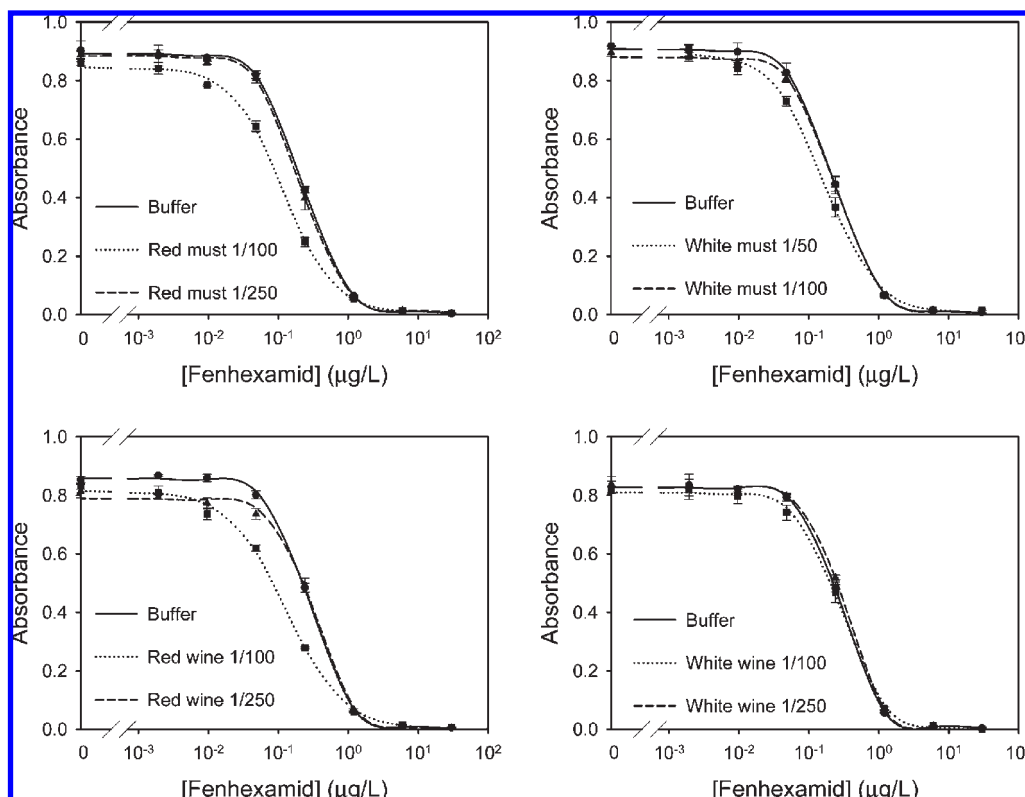 1.0
0.8
0.6
0.4
0.2
0.0
Absorbance
Buffer
Red must 1/100
Red must 1/250
0 10⁻³ 10⁻² 10⁻¹ 10⁰ 10¹ 10²
[Fenhexamid] (μg/L)
1.0
0.8
0.6
0.4
0.2
0.0
Absorbance
Buffer
White must 1/50
White must 1/100
0 10⁻³ 10⁻² 10⁻¹ 10⁰ 10¹ 10
[Fenhexamid] (μg/L)
1.0
0.8
0.6
0.4
0.2
0.0
Absorbance
Buffer
Red wine 1/100
Red wine 1/250
0 10⁻³ 10⁻² 10⁻¹ 10⁰ 10¹ 10²
[Fenhexamid] (μg/L)
1.0
0.8
0.6
0.4
0.2
0.0
Absorbance
Buffer
White wine 1/100
White wine 1/250
0 10⁻³ 10⁻² 10⁻¹ 10⁰ 10¹ 10
[Fenhexamid] (μg/L)